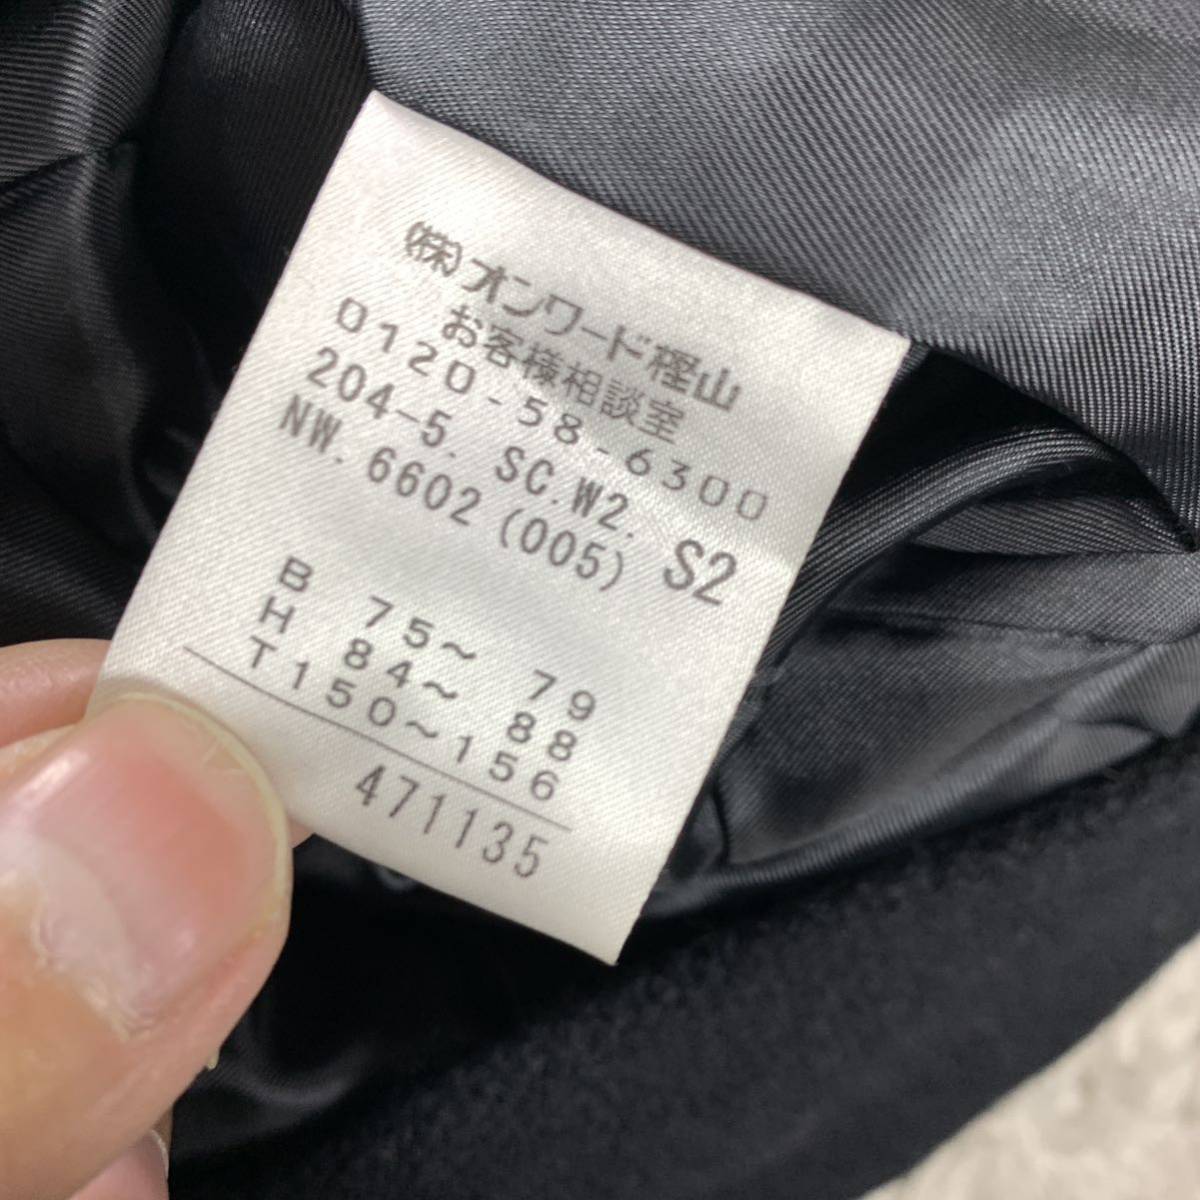 (株)オンワード樫山
お客様相談室
0120-58-6300
204-5. SC.W2.
NW. 6602(005) S2
B 75~ 79
H 84~ 88
T150~156
471135